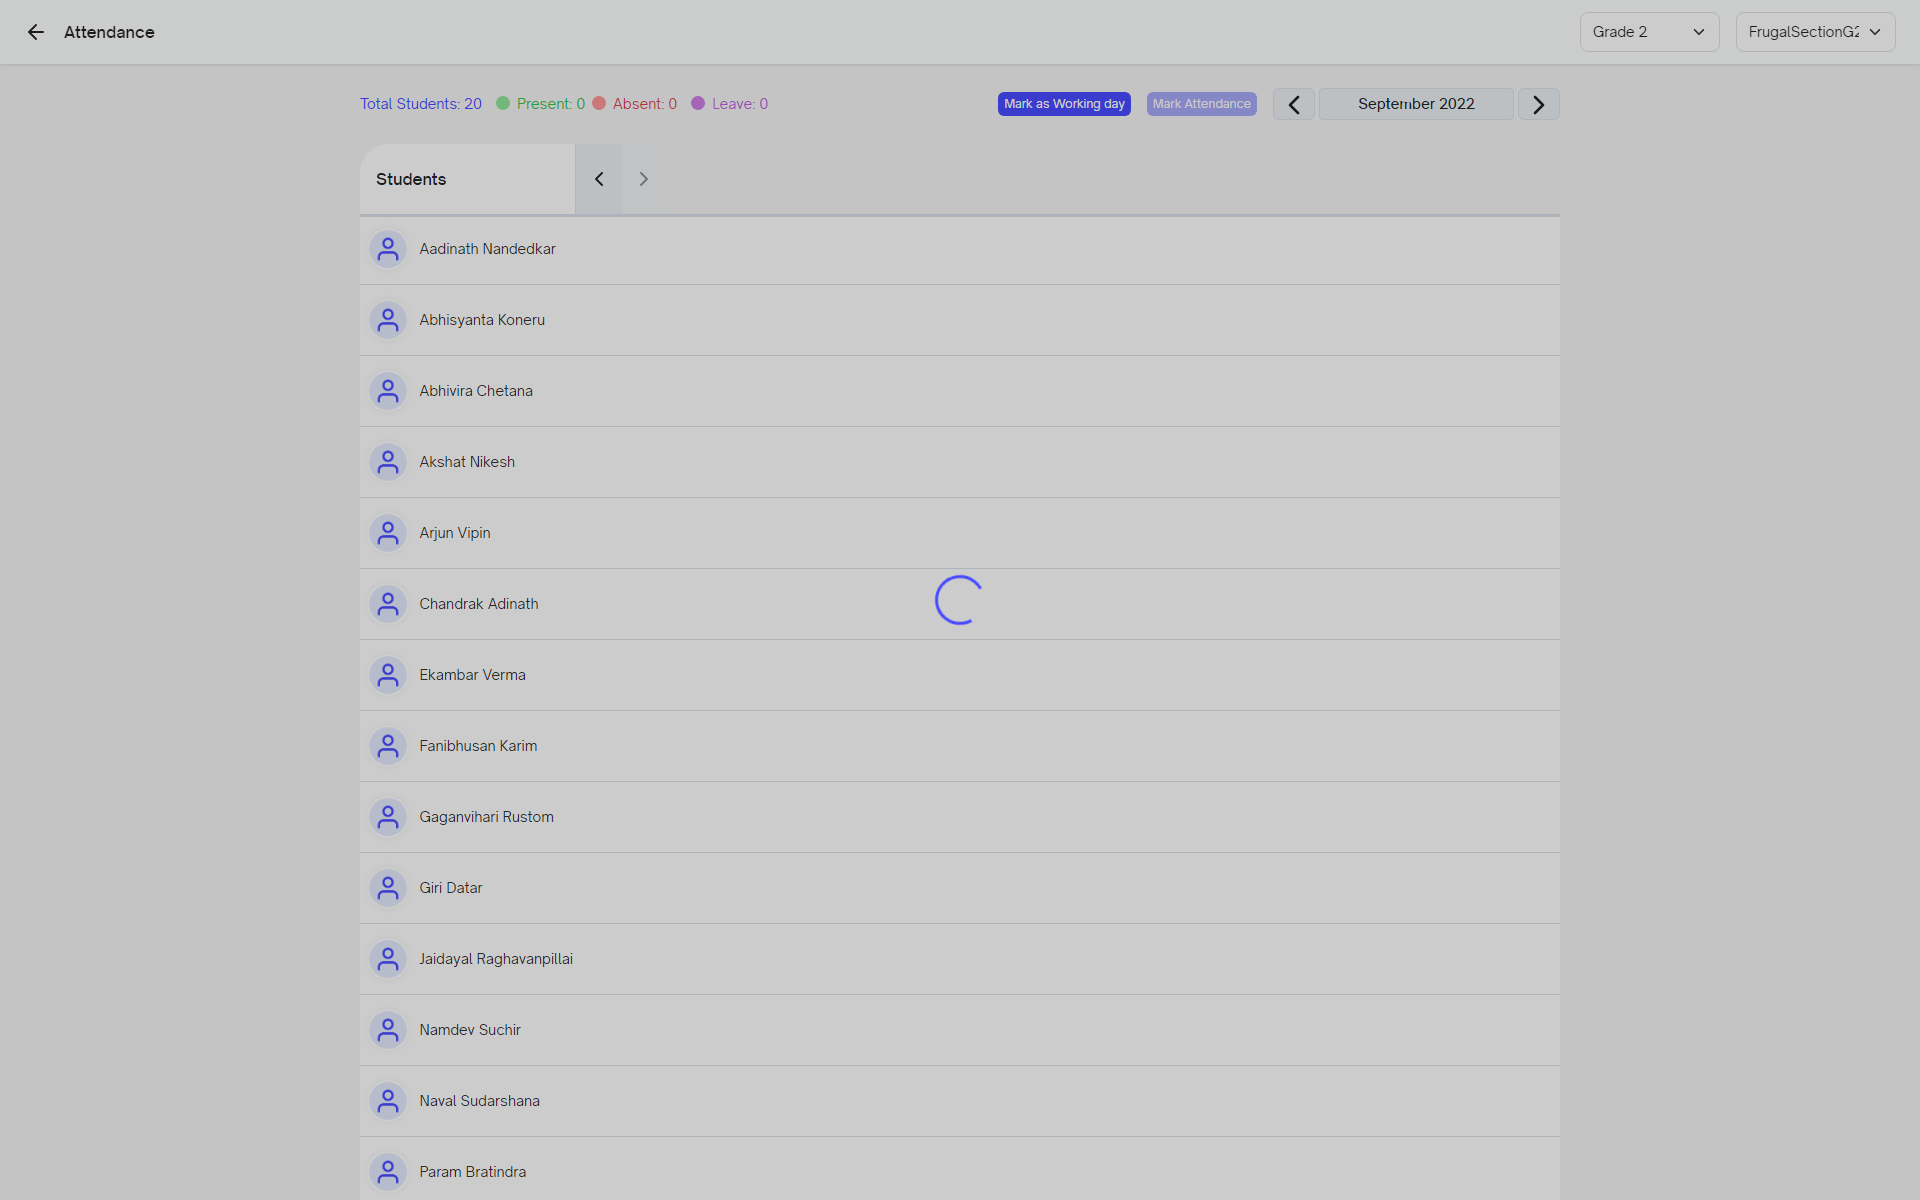 Attendance
Grade 2
FrugalSectionG2
Total Students: 20
Present: 0
Absent: 0
Leave: 0
Mark as Working day
Mark Attendance
September 2022
Students
Aadinath Nandedkar
Abhisyanta Koneru
Abhivira Chetana
Akshat Nikesh
Arjun Vipin
Chandrak Adinath
Ekambar Verma
Fanibhusan Karim
Gaganvihari Rustom
Giri Datar
Jaidayal Raghavanpillai
Namdev Suchir
Naval Sudarshana
Param Bratindra